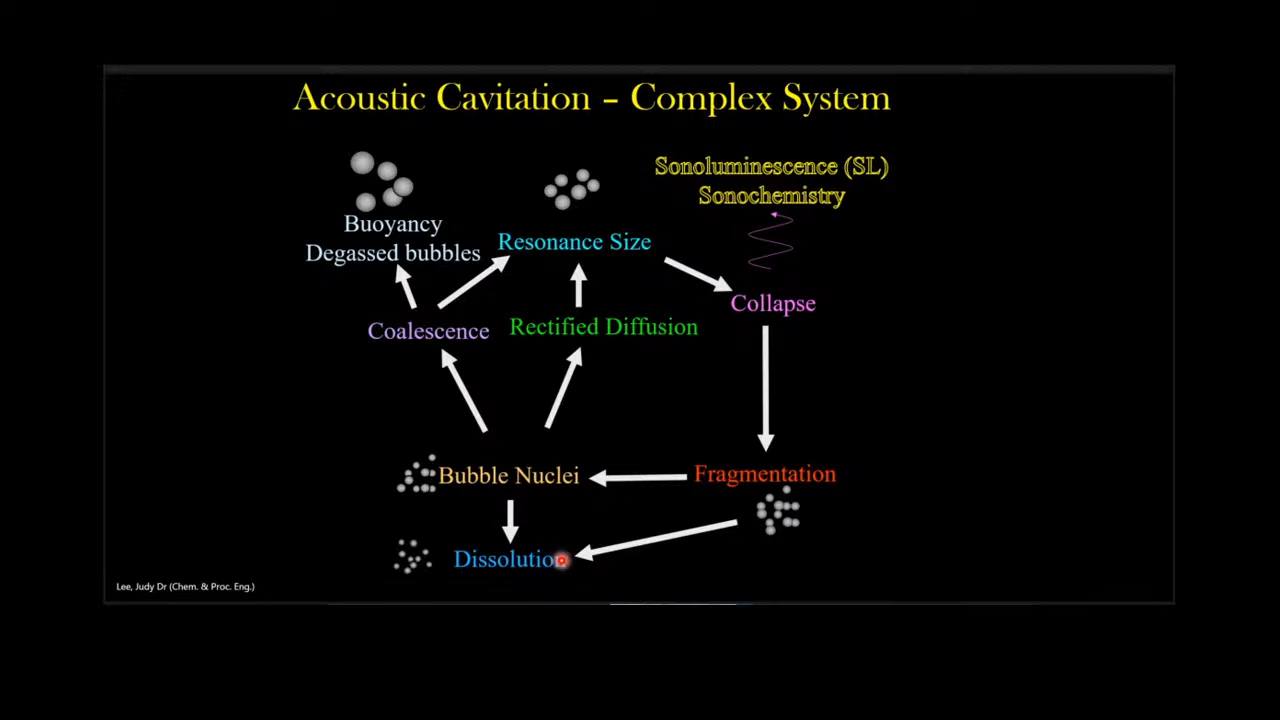 Acoustic Cavitation – Complex System
Sonoluminescence (SL)
Sonochemistry
Buoyancy
Degassed bubbles
Resonance Size
Collapse
Coalescence
Rectified Diffusion
Bubble Nuclei
Fragmentation
Dissolution
Lee, Judy Dr (Chem. & Proc. Eng.)